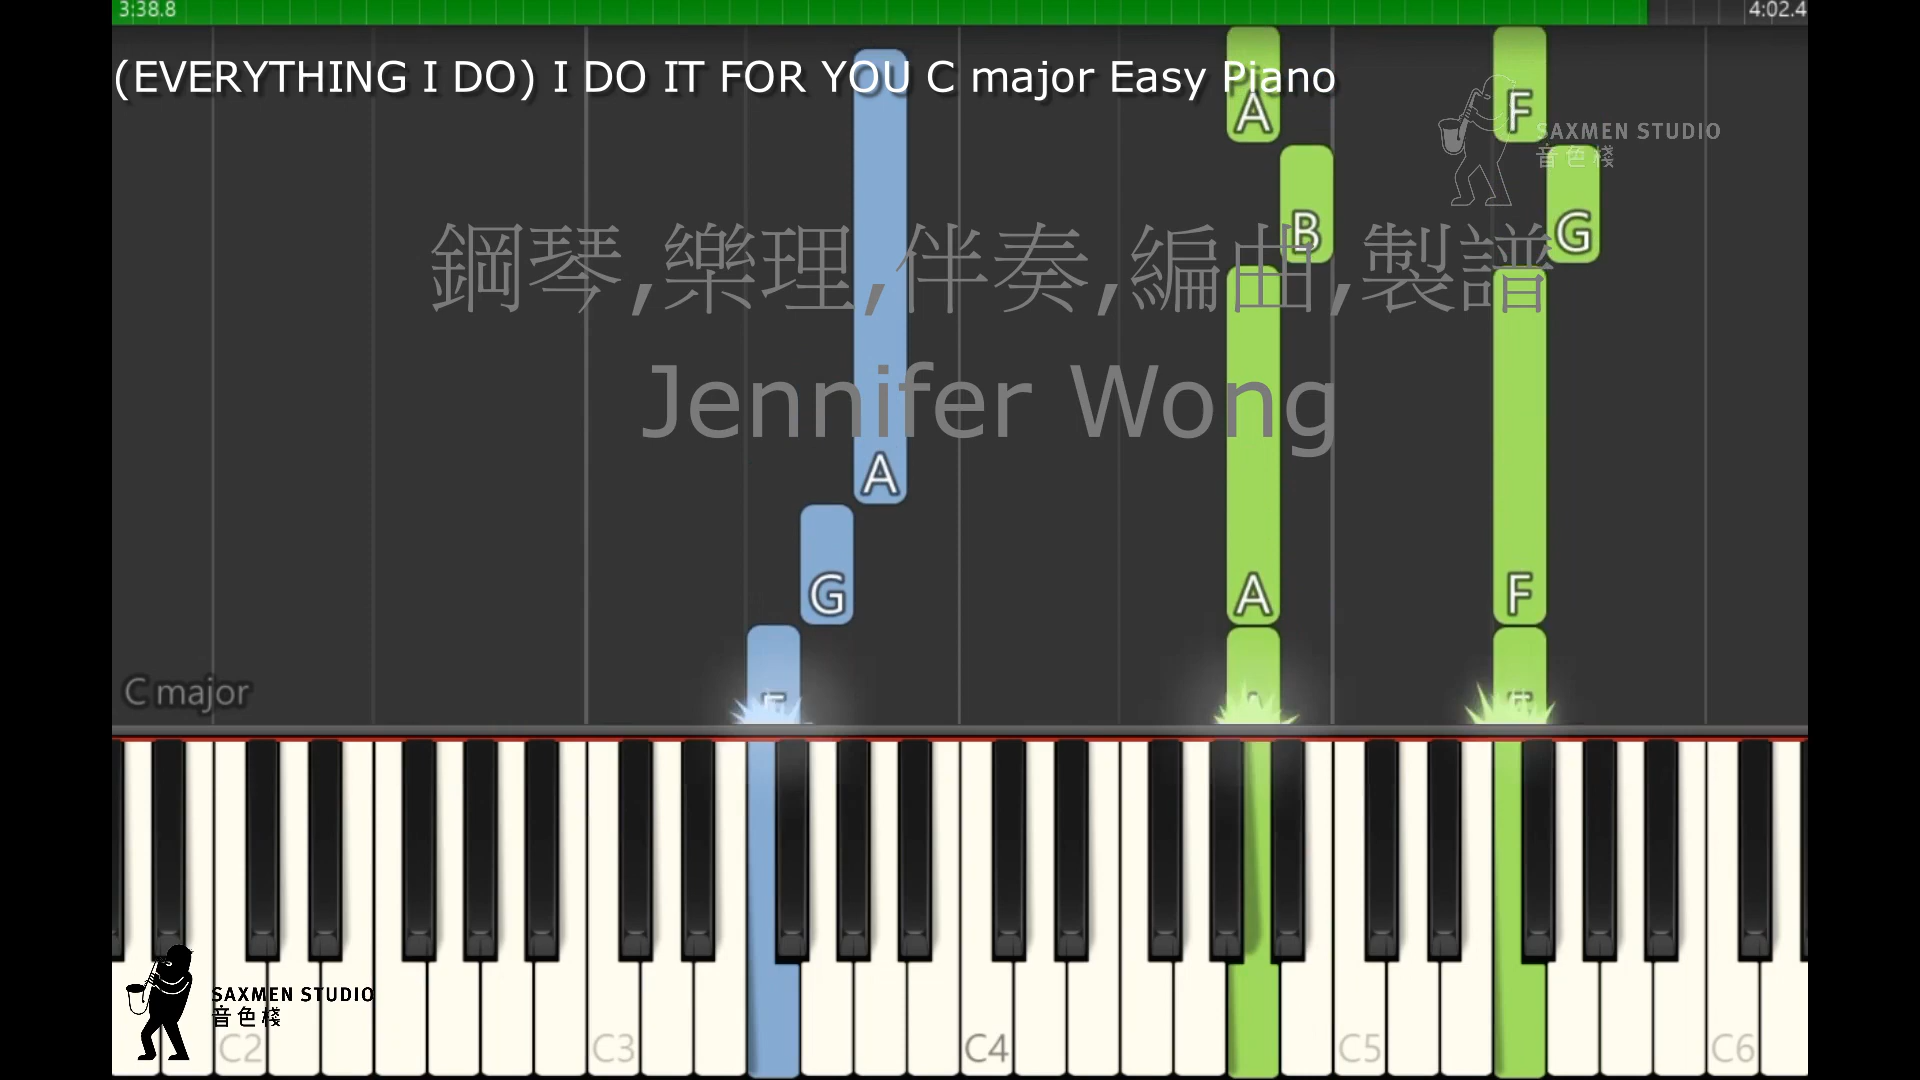 3:38.8
4:02.4
(EVERYTHING I DO) I DO IT FOR YOU C major Easy Piano
A
F
SAXMEN STUDIO
音色棧
B
G
鋼琴,樂理,伴奏,編曲,製譜
Jennifer Wong
A
G
A
F
C major
SAXMEN STUDIO
音色棧
C2
C3
C4
C5
C6